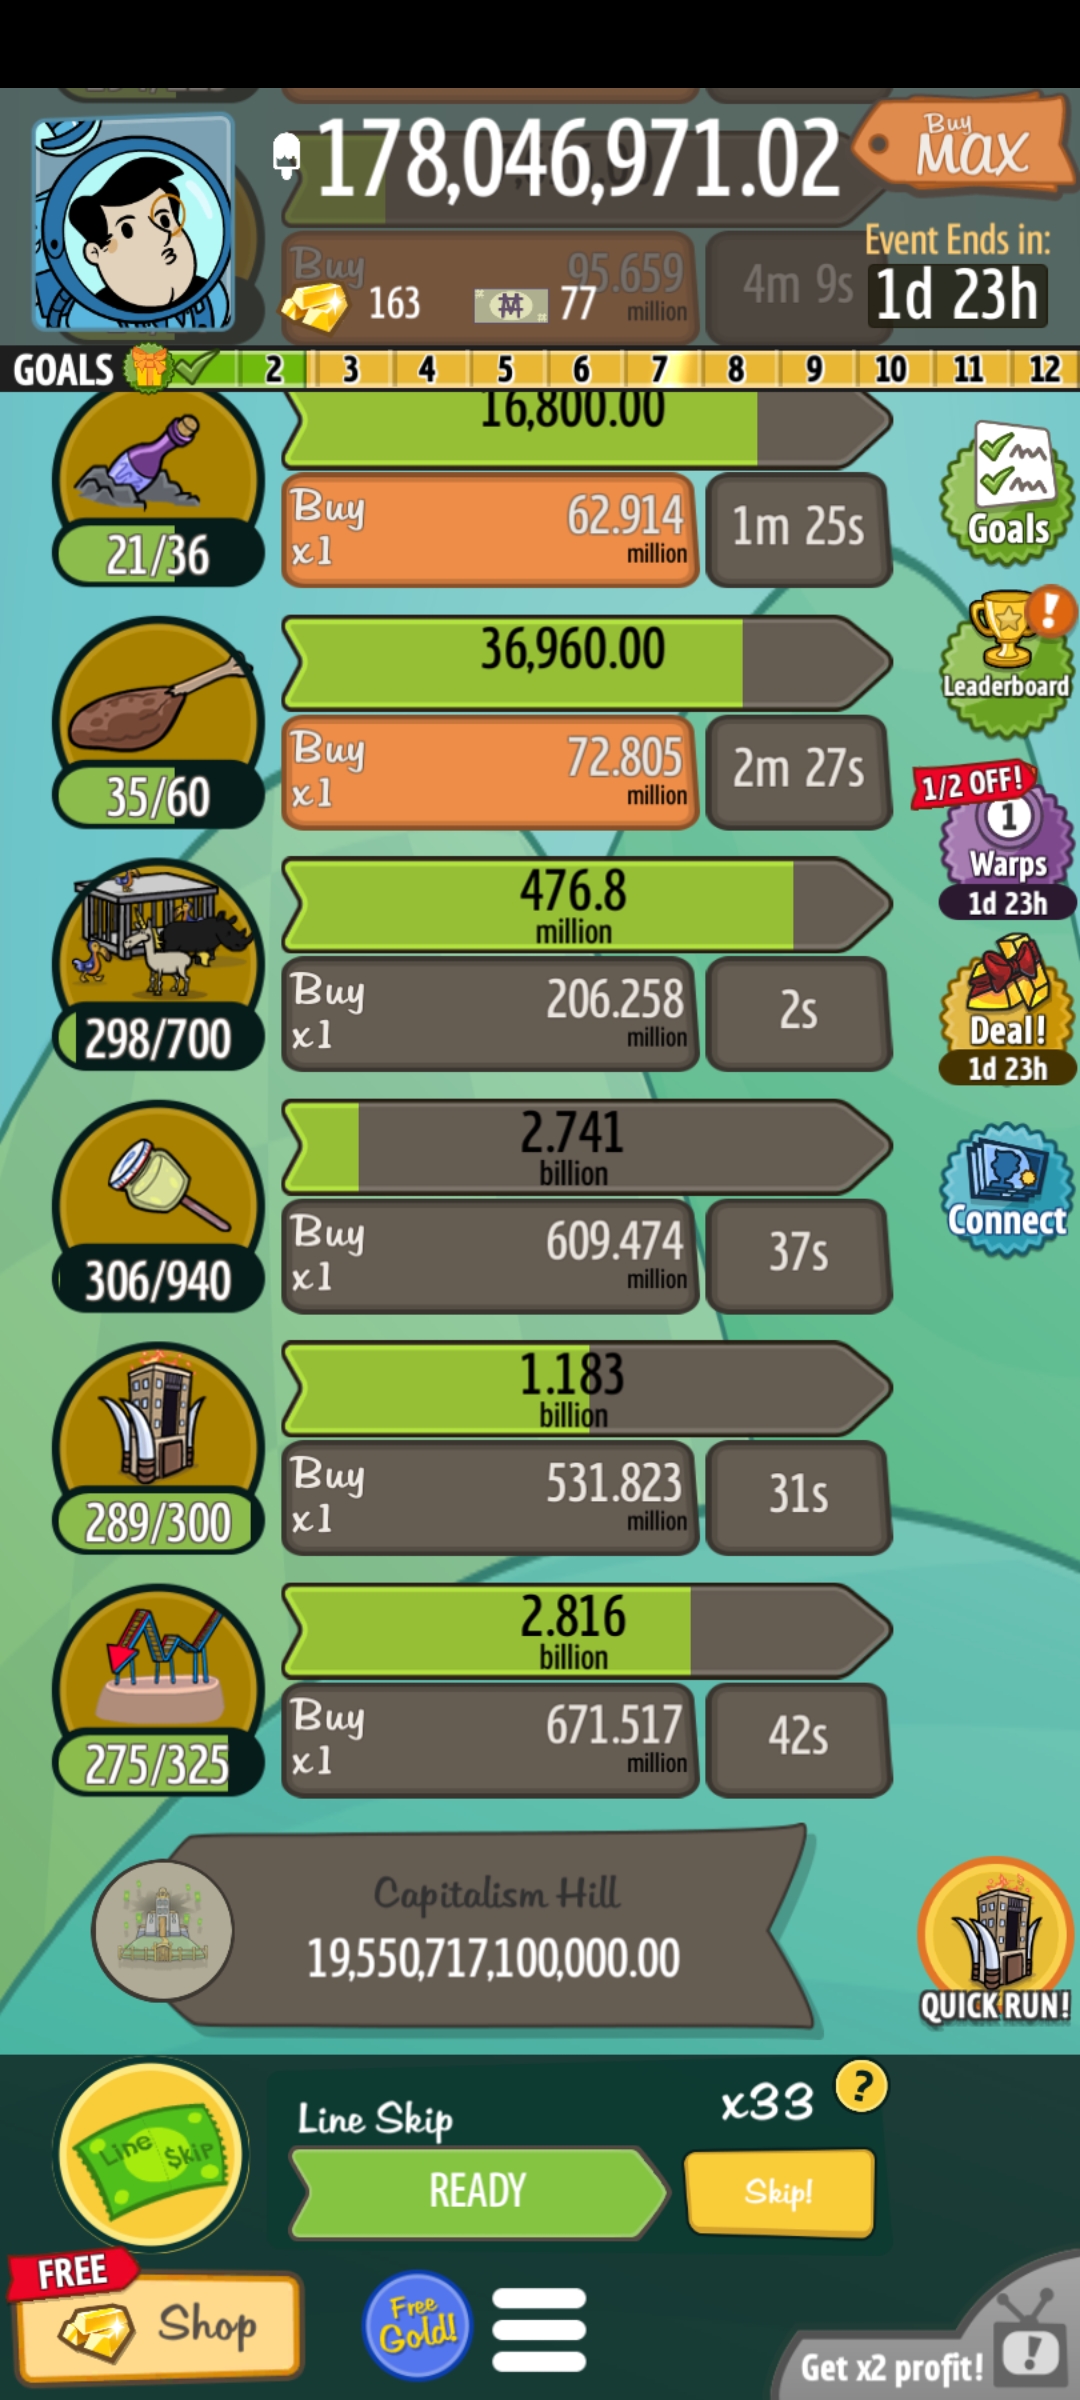 178,046,971.02
Buy
MAX
Event Ends in:
1d 23h
Buy
95.659
million
4m 9s
163
77
GOALS 2 3 4 5 6 7 8 9 10 11 12
16,800.00
21/36
Buy
x1
62.914
million
1m 25s
Goals
36,960.00
35/60
Buy
x1
72.805
million
2m 27s
Leaderboard
1/2 OFF!
1
Warps
1d 23h
476.8
million
298/700
Buy
x1
206.258
million
2s
Deal!
1d 23h
2.741
billion
306/940
Buy
x1
609.474
million
37s
Connect
1.183
billion
289/300
Buy
x1
531.823
million
31s
2.816
billion
275/325
Buy
x1
671.517
million
42s
Capitalism Hill
19,550,717,100,000.00
QUICK RUN!
Line $kip
Line Skip
x33
?
READY
Skip!
FREE
Shop
Free
Gold!
Get x2 profit!